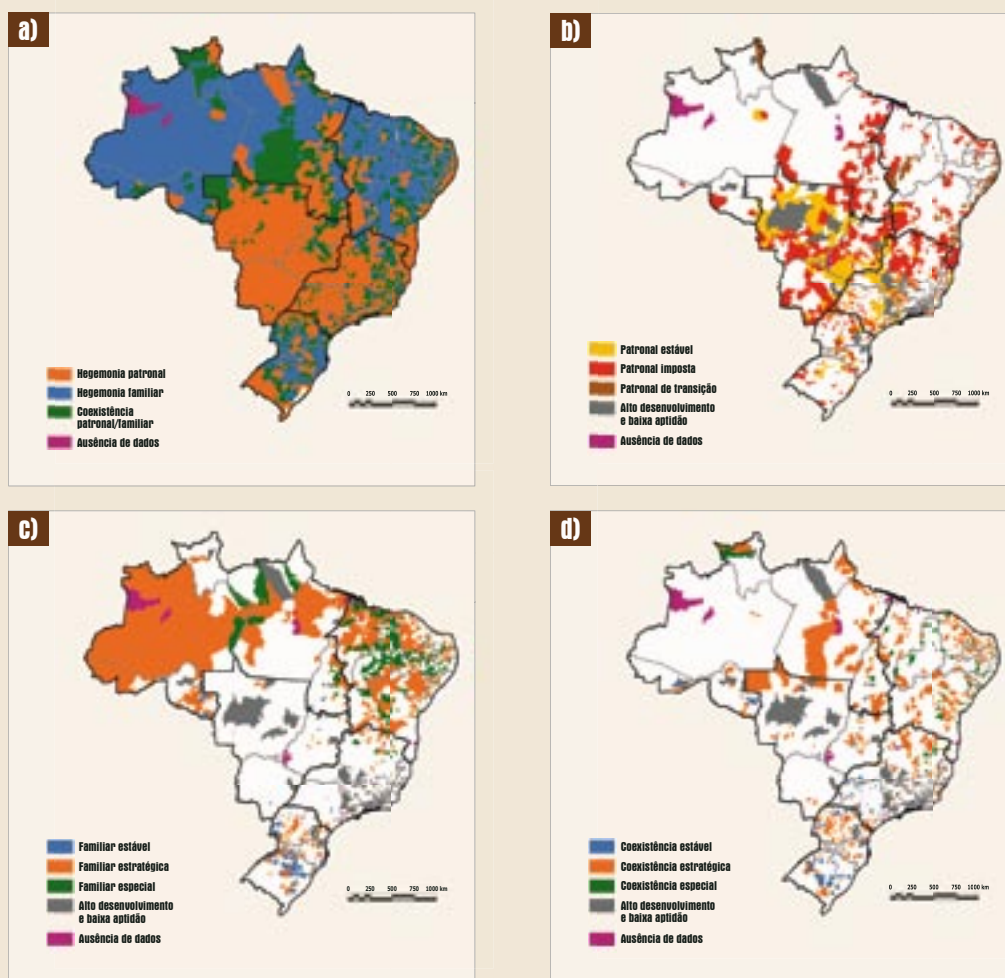 a)
Hegemonia patronal
Hegemonia familiar
Coexistência
patronal/familiar
Ausência de dados
0 250 500 750 1000 km
b)
Patronal estável
Patronal imposta
Patronal de transição
Alto desenvolvimento
e baixa aptidão
Ausência de dados
0 250 500 750 1000 km
c)
Familiar estável
Familiar estratégica
Familiar especial
Alto desenvolvimento
e baixa aptidão
Ausência de dados
0 250 500 750 1000 km
d)
Coexistência estável
Coexistência estratégica
Coexistência especial
Alto desenvolvimento
e baixa aptidão
Ausência de dados
0 250 500 750 1000 km